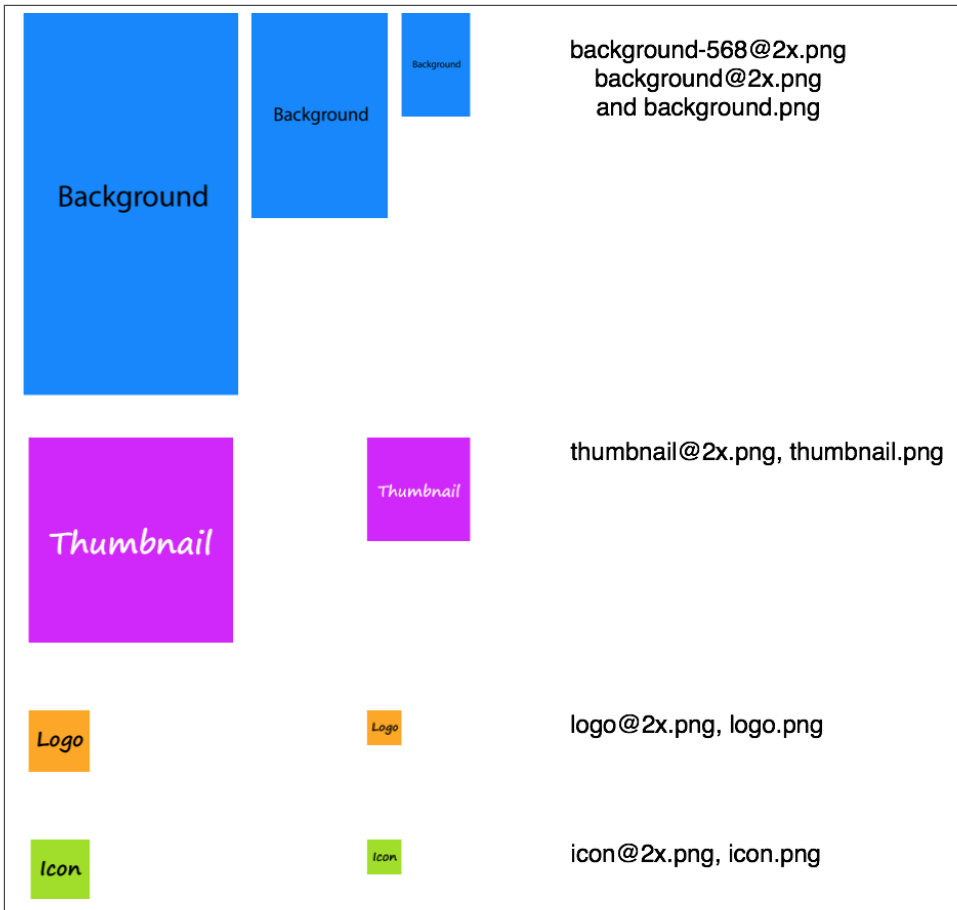 Background
Background
Background
background-568@2x.png
background@2x.png
and background.png
Thumbnail
Thumbnail
thumbnail@2x.png, thumbnail.png
Logo
Logo
logo@2x.png, logo.png
Icon
Icon
icon@2x.png, icon.png